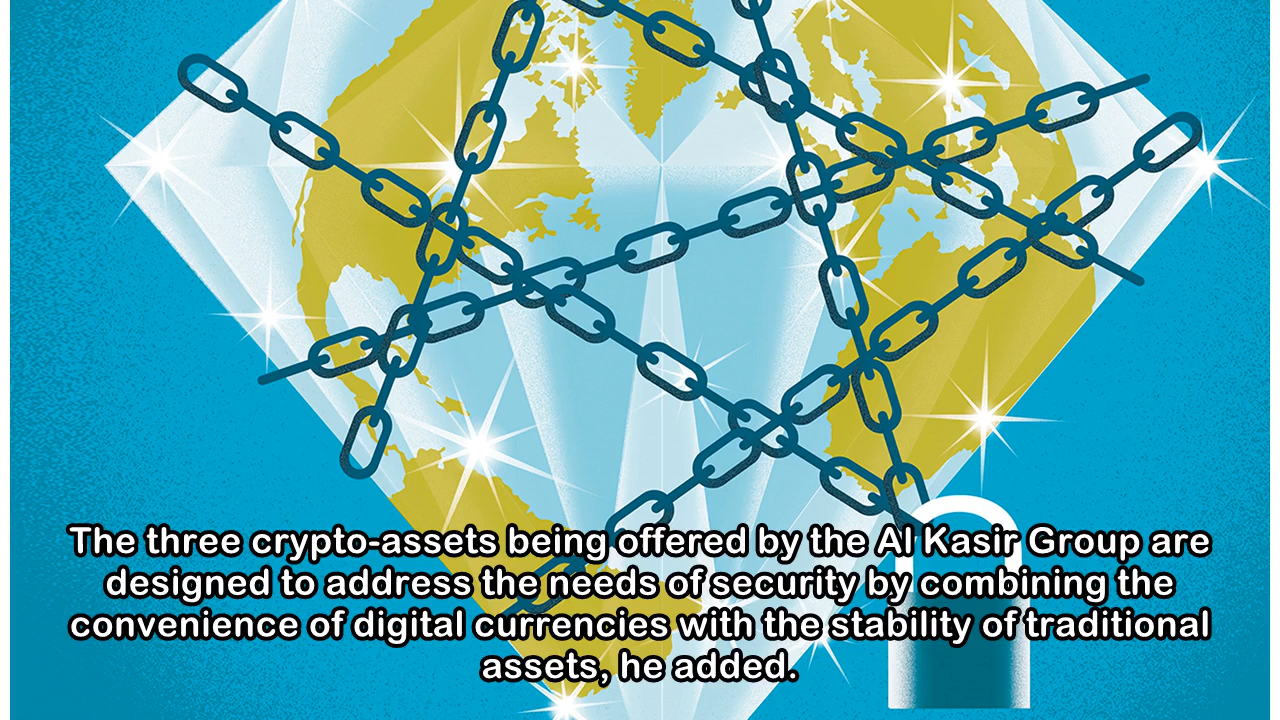 The three crypto-assets being offered by the Al Kasir Group are
designed to address the needs of security by combining the
convenience of digital currencies with the stability of traditional
assets, he added.